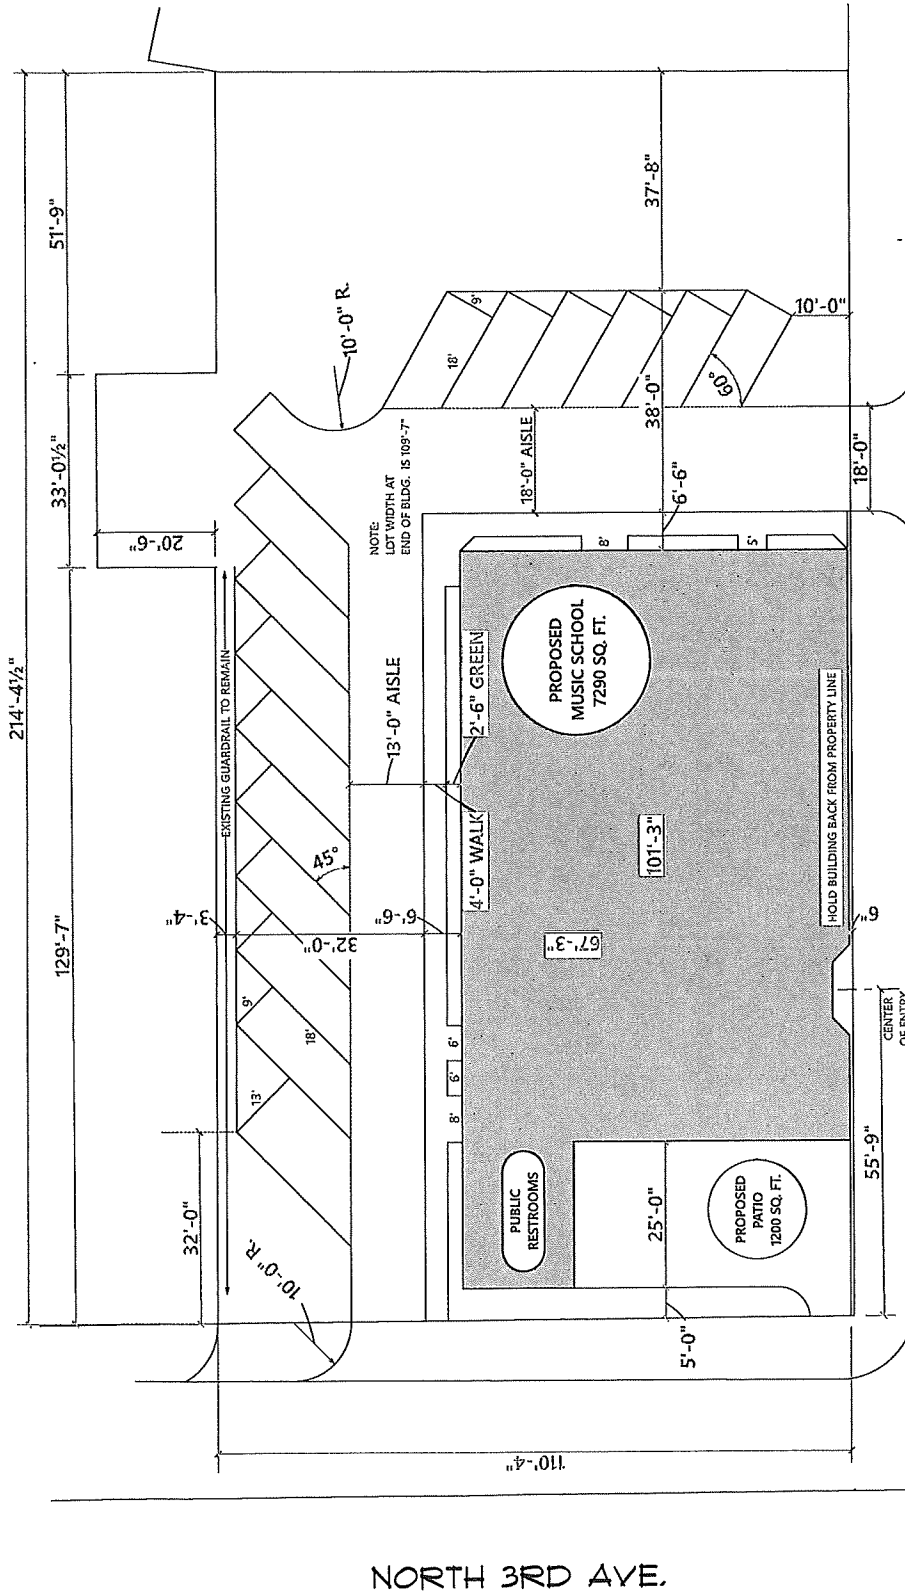 51'-9"
37'-8"
10'-0" R.
9'
18'
10'-0"
60°
38'-0"
33'-0½"
20'-6"
NOTE:
LOT WIDTH AT
END OF BLDG. IS 109'-7"
18'-0" AISLE
18'-0"
6'-6"
8'
5'
214'-4½"
EXISTING GUARDRAIL TO REMAIN
13'-0" AISLE
2'-6" GREEN
PROPOSED
MUSIC SCHOOL
7290 SQ. FT.
HOLD BUILDING BACK FROM PROPERTY LINE
4'-0" WALK
101'-3"
45°
129'-7"
3'-4"
32'-0"
6'-6"
67'-3"
6"
9'
18'
13'
6'
6'
8'
CENTER
OF ENTRY
55'-9"
32'-0"
10'-0" R.
PUBLIC
RESTROOMS
25'-0"
PROPOSED
PATIO
1200 SQ. FT.
5'-0"
110'-4"
NORTH 3RD AVE.